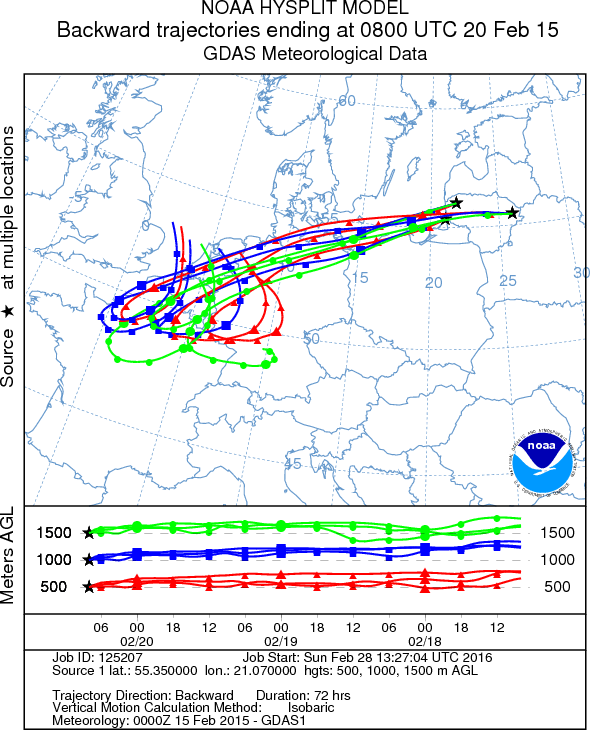 NOAA HYSPLIT MODEL
Backward trajectories ending at 0800 UTC 20 Feb 15
GDAS Meteorological Data
Source ★ at multiple locations
60
15
20
25
30
50
45
noaa
Meters AGL
1500 1500
1000 1000
500 500
06 00 18 12 06 00 18 12 06 00 18 12
02/20 02/19 02/18
Job ID: 125207 Job Start: Sun Feb 28 13:27:04 UTC 2016
Source 1 lat.: 55.350000 lon.: 21.070000 hgts: 500, 1000, 1500 m AGL
Trajectory Direction: Backward Duration: 72 hrs
Vertical Motion Calculation Method: Isobaric
Meteorology: 0000Z 15 Feb 2015 - GDAS1